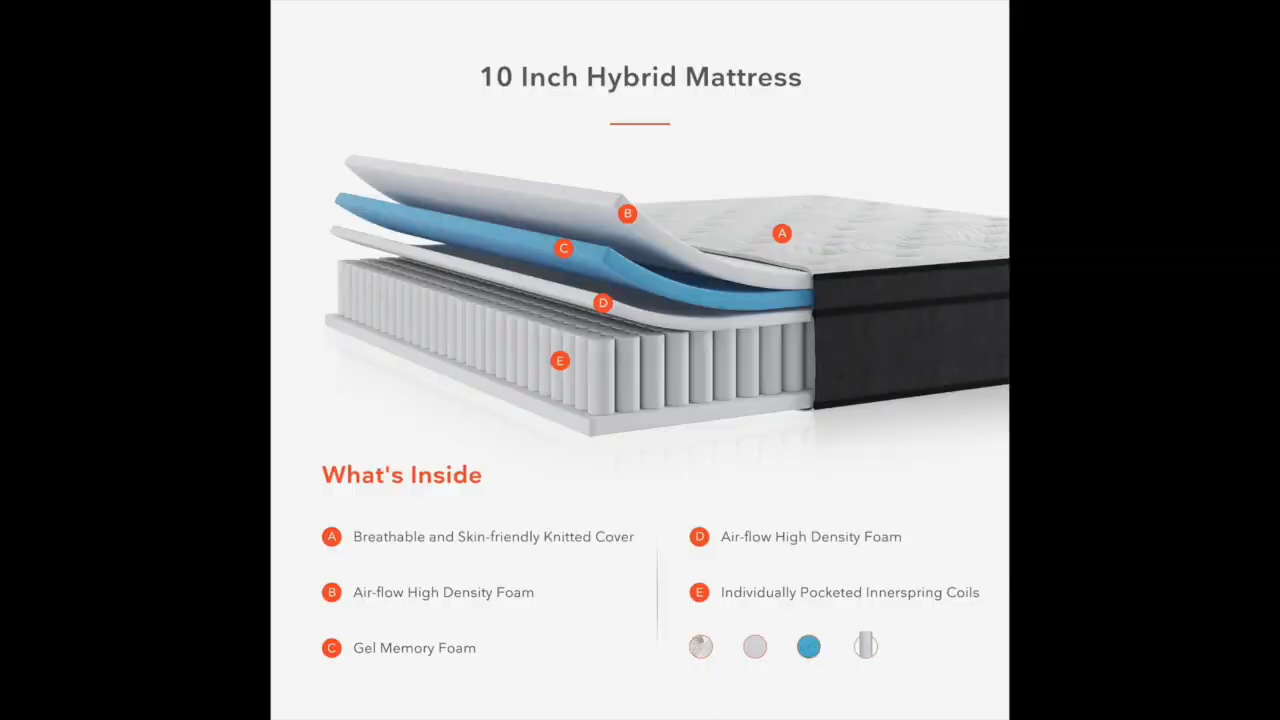 10 Inch Hybrid Mattress
B
A
C
D
E
What's Inside
A Breathable and Skin-friendly Knitted Cover
B Air-flow High Density Foam
C Gel Memory Foam
D Air-flow High Density Foam
E Individually Pocketed Innerspring Coils